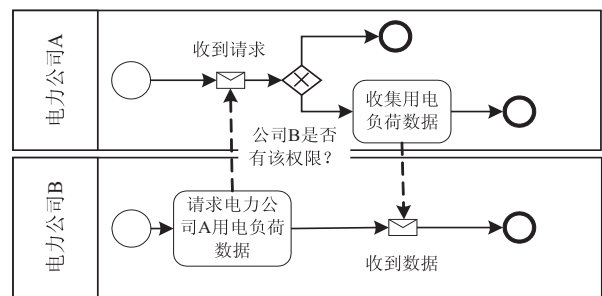 电力公司A
收到请求
收集用电
负荷数据
公司B是否
有该权限？
电力公司B
请求电力公
司A用电负荷
数据
收到数据